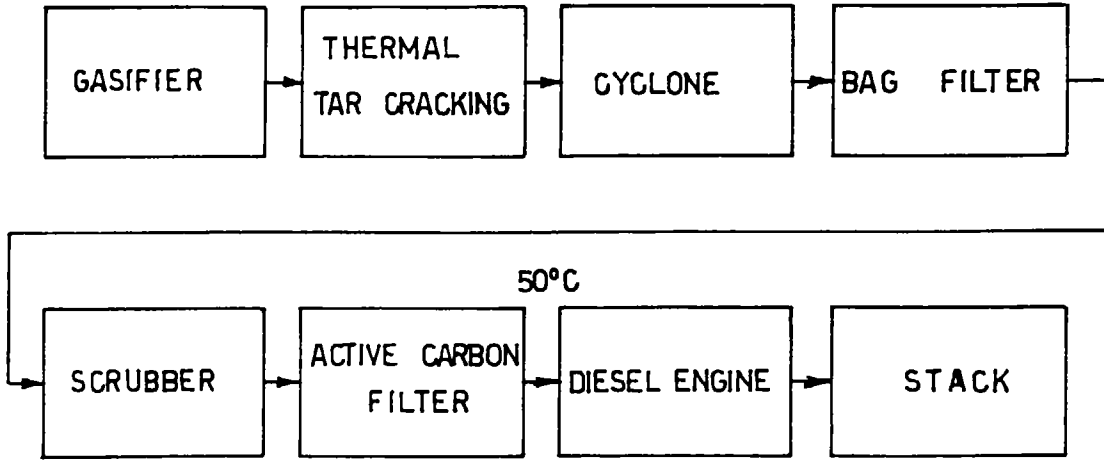 GASIFIER
THERMAL
TAR CRACKING
CYCLONE
BAG FILTER
50°C
SCRUBBER
ACTIVE CARBON
FILTER
DIESEL ENGINE
STACK